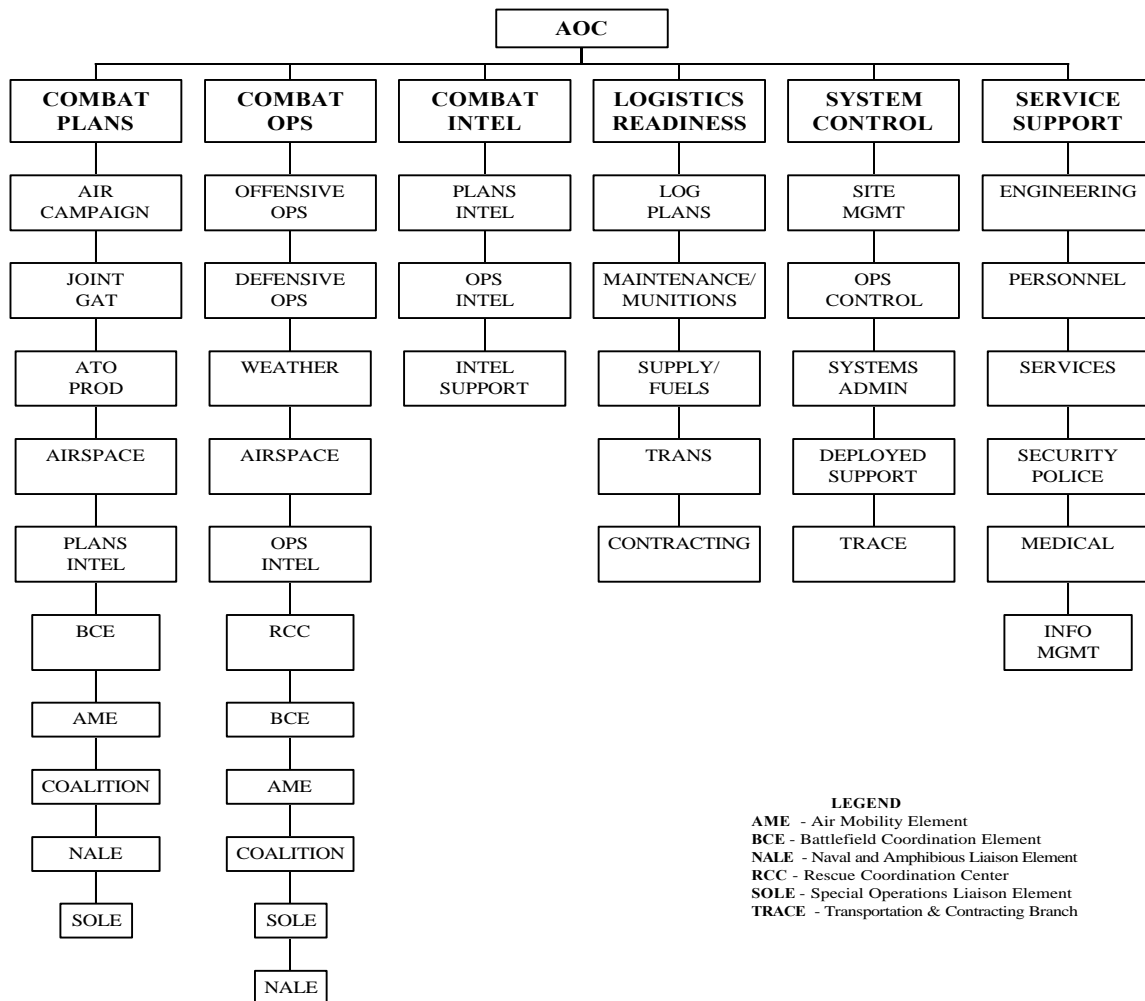 AOC
COMBAT
PLANS
AIR
CAMPAIGN
JOINT
GAT
ATO
PROD
AIRSPACE
PLANS
INTEL
BCE
AME
COALITION
NALE
SOLE
COMBAT
OPS
OFFENSIVE
OPS
DEFENSIVE
OPS
WEATHER
AIRSPACE
OPS
INTEL
RCC
BCE
AME
COALITION
SOLE
NALE
COMBAT
INTEL
PLANS
INTEL
OPS
INTEL
INTEL
SUPPORT
LOGISTICS
READINESS
LOG
PLANS
MAINTENANCE/
MUNITIONS
SUPPLY/
FUELS
TRANS
CONTRACTING
SYSTEM
CONTROL
SITE
MGMT
OPS
CONTROL
SYSTEMS
ADMIN
DEPLOYED
SUPPORT
TRACE
SERVICE
SUPPORT
ENGINEERING
PERSONNEL
SERVICES
SECURITY
POLICE
MEDICAL
INFO
MGMT
LEGEND
AME - Air Mobility Element
BCE - Battlefield Coordination Element
NALE - Naval and Amphibious Liaison Element
RCC - Rescue Coordination Center
SOLE - Special Operations Liaison Element
TRACE - Transportation & Contracting Branch